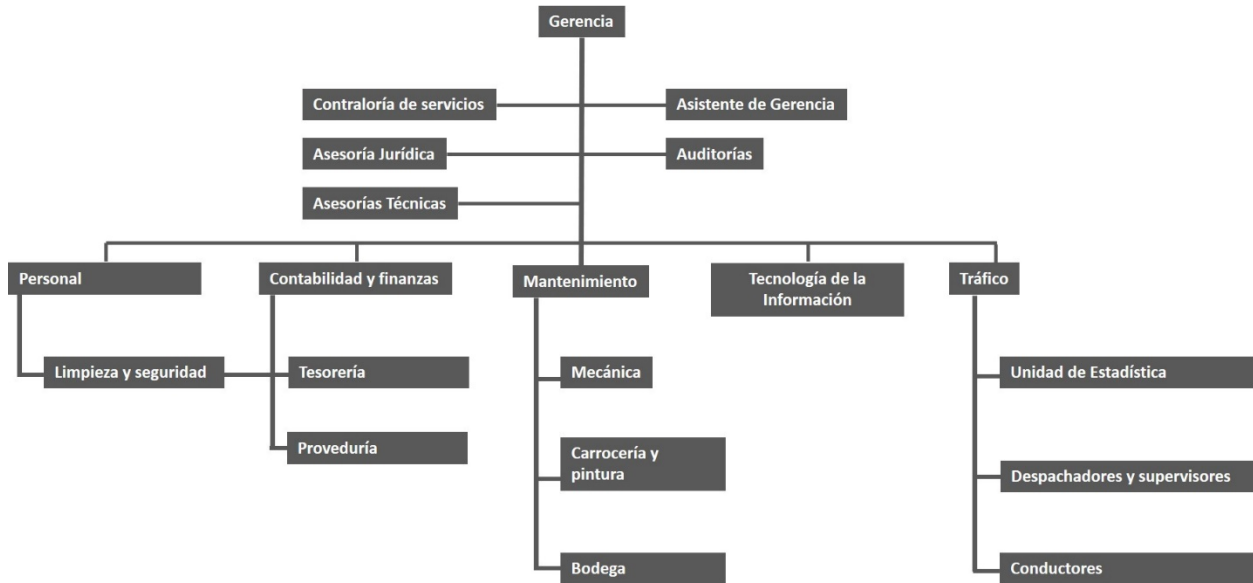 Gerencia
Contraloría de servicios
Asistente de Gerencia
Asesoría Jurídica
Auditorías
Asesorías Técnicas
Personal
Contabilidad y finanzas
Mantenimiento
Tecnología de la
Información
Tráfico
Limpieza y seguridad
Tesorería
Mecánica
Unidad de Estadística
Proveduría
Carrocería y
pintura
Despachadores y supervisores
Bodega
Conductores